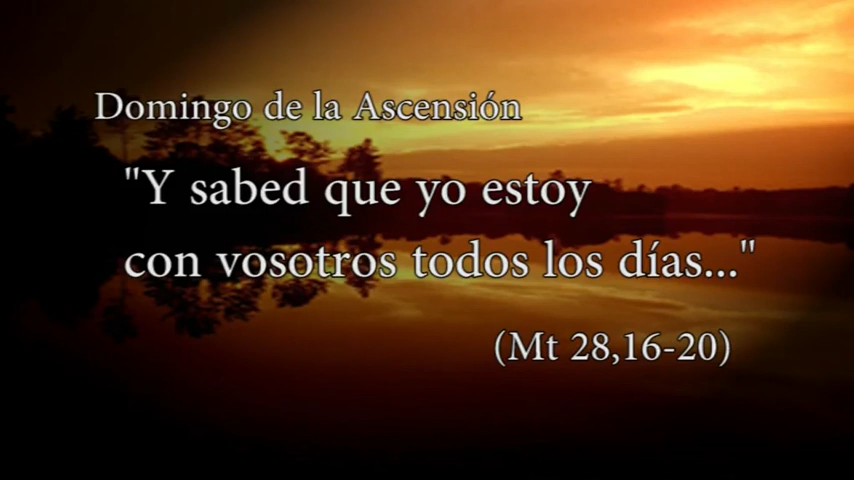 Domingo de la Ascensión
"Y sabed que yo estoy
con vosotros todos los días..."
(Mt 28,16-20)